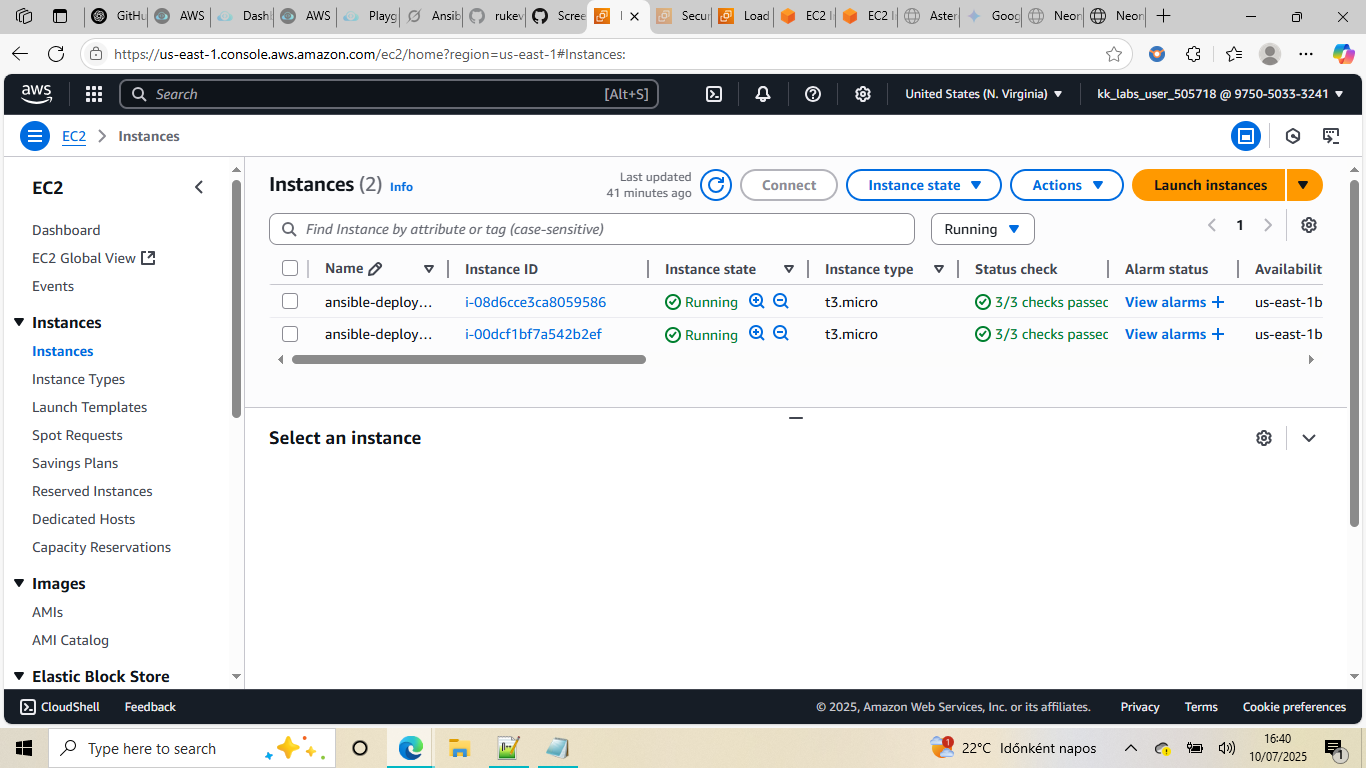 GitHu
AWS
Dash
AWS
Playg
Ansib
rukev
Scree
I
Secur
Load
EC2 I
EC2 I
Aster
Goog
Neon
Neon
https://us-east-1.console.aws.amazon.com/ec2/home?region=us-east-1#Instances:
aws
Search
[Alt+S]
United States (N. Virginia)
kk_labs_user_505718 @ 9750-5033-3241
EC2
Instances
EC2
Dashboard
EC2 Global View
Events
Instances
Instances
Instance Types
Launch Templates
Spot Requests
Savings Plans
Reserved Instances
Dedicated Hosts
Capacity Reservations
Images
AMIs
AMI Catalog
Elastic Block Store
Instances (2) Info
Last updated
41 minutes ago
Connect
Instance state
Actions
Launch instances
Find Instance by attribute or tag (case-sensitive)
Running
1
Name Instance ID Instance state Instance type Status check Alarm status Availabilit
ansible-deploy… i-08d6cce3ca8059586 Running t3.micro 3/3 checks passec View alarms + us-east-1b
ansible-deploy… i-00dcf1bf7a542b2ef Running t3.micro 3/3 checks passec View alarms + us-east-1b
Select an instance
CloudShell
Feedback
© 2025, Amazon Web Services, Inc. or its affiliates.
Privacy
Terms
Cookie preferences
Type here to search
1
22°C Időnként napos
16:40
10/07/2025
1